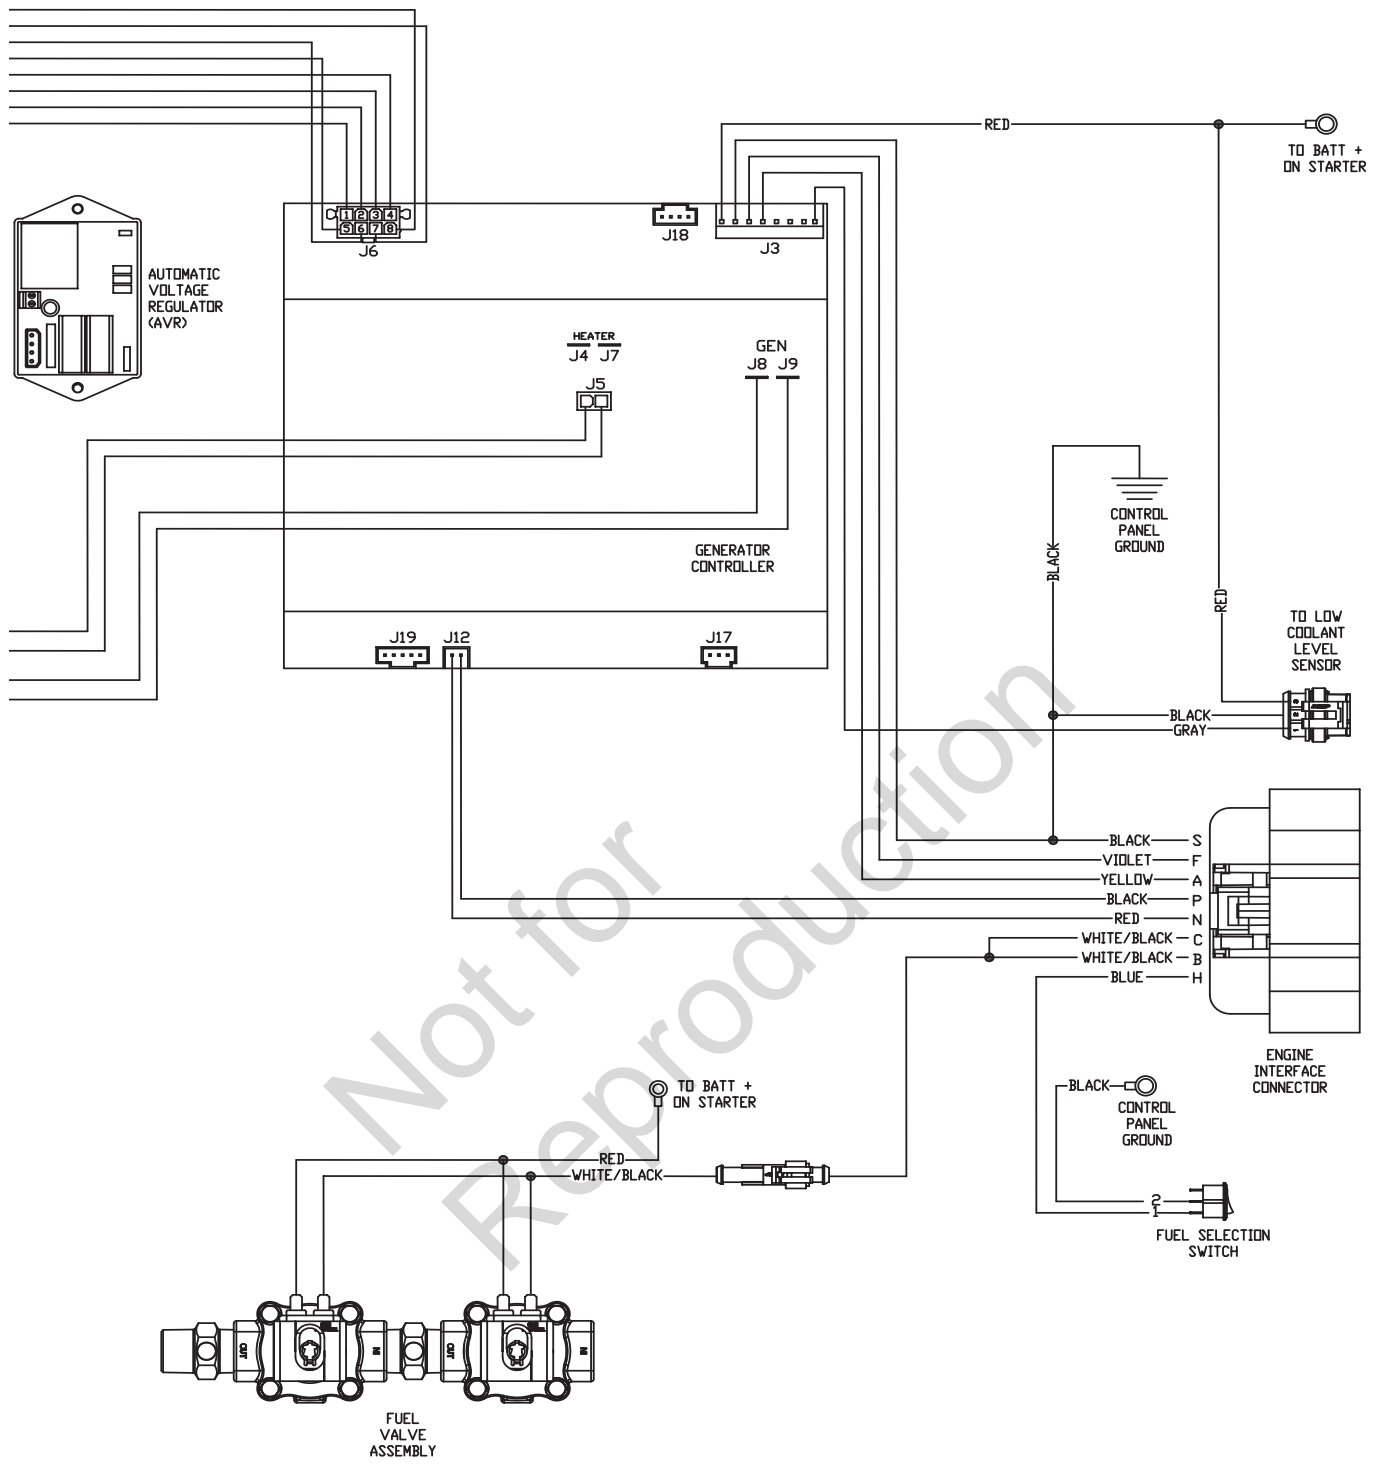 RED
TO BATT +
ON STARTER
1 2 3 4
5 6 7 8
J6
J18
J3
AUTOMATIC
VOLTAGE
REGULATOR
(AVR)
HEATER
J4 J7
J5
GEN
J8 J9
GENERATOR
CONTROLLER
CONTROL
PANEL
GROUND
BLACK
RED
TO LOW
COOLANT
LEVEL
SENSOR
J19
J12
J17
3
2
1
BLACK
GRAY
BLACK S
VIOLET F
YELLOW A
BLACK P
RED N
WHITE/BLACK C
WHITE/BLACK B
BLUE H
ENGINE
INTERFACE
CONNECTOR
BLACK
CONTROL
PANEL
GROUND
2
1
FUEL SELECTION
SWITCH
TO BATT +
ON STARTER
RED
WHITE/BLACK
OUT
IN
OUT
IN
FUEL
VALVE
ASSEMBLY
Not for
Reproduction